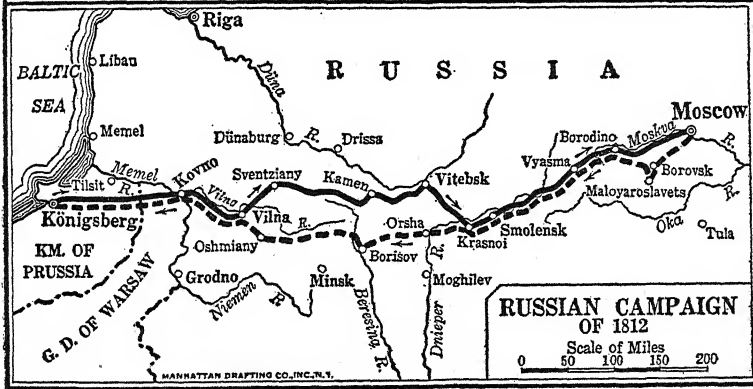 Riga
BALTIC
SEA
Libau
Düna
R.
RUSSIA
Memel
Dünaburg
Drissa
Borodino
Moskva
R.
Moscow
Memel
R.
Tilsit
Kovno
Vilna
R.
Sventziany
Kamen
Vitebsk
Vyasma
Borovsk
Maloyaroslavets
Oka
R.
Tula
Königsberg
Vilna
Oshmiany
Orsha
Borisov
Krasnoi
Smolensk
KM. OF
PRUSSIA
G. D. OF WARSAW
Grodno
Niemen
R.
Minsk
Beresina, R.
Moghilev
Dnieper
R.
RUSSIAN CAMPAIGN
OF 1812
Scale of Miles
0 50 100 150 200
MANHATTAN DRAFTING CO., INC., N.Y.